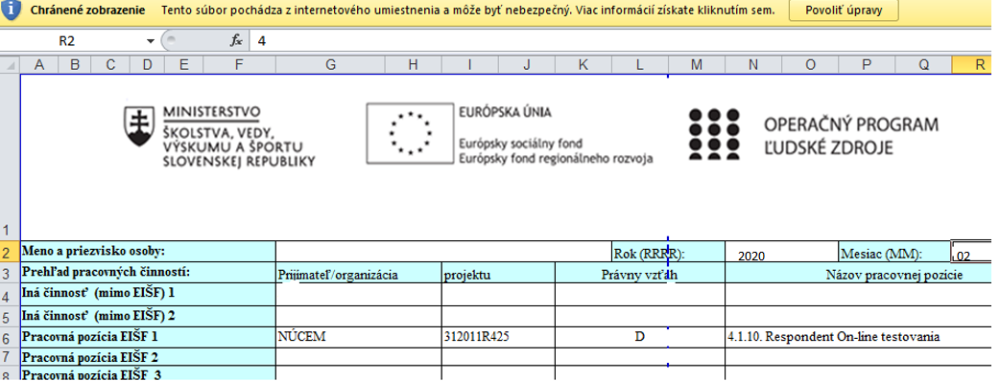 Chránené zobrazenie Tento súbor pochádza z internetového umiestnenia a môže byť nebezpečný. Viac informácií získate kliknutím sem. Povoliť úpravy
R2 fx 4
A B C D E F G H I J K L M N O P Q R
MINISTERSTVO
ŠKOLSTVA, VEDY,
VÝSKUMU A ŠPORTU
SLOVENSKEJ REPUBLIKY
EURÓPSKA ÚNIA
Európsky sociálny fond
Európsky fond regionálneho rozvoja
OPERAČNÝ PROGRAM
ĽUDSKÉ ZDROJE
1
2 Meno a priezvisko osoby: Rok (RRRR): 2020 Mesiac (MM): 02
3 Prehľad pracovných činností: Prijímateľ/organizácia projektu Právny vzťah Názov pracovnej pozície
4 Iná činnosť (mimo EIŠF) 1
5 Iná činnosť (mimo EIŠF) 2
6 Pracovná pozícia EIŠF 1 NÚCEM 312011R425 D 4.1.10. Respondent On-line testovania
7 Pracovná pozícia EIŠF 2
8 Pracovná pozícia EIŠF 3